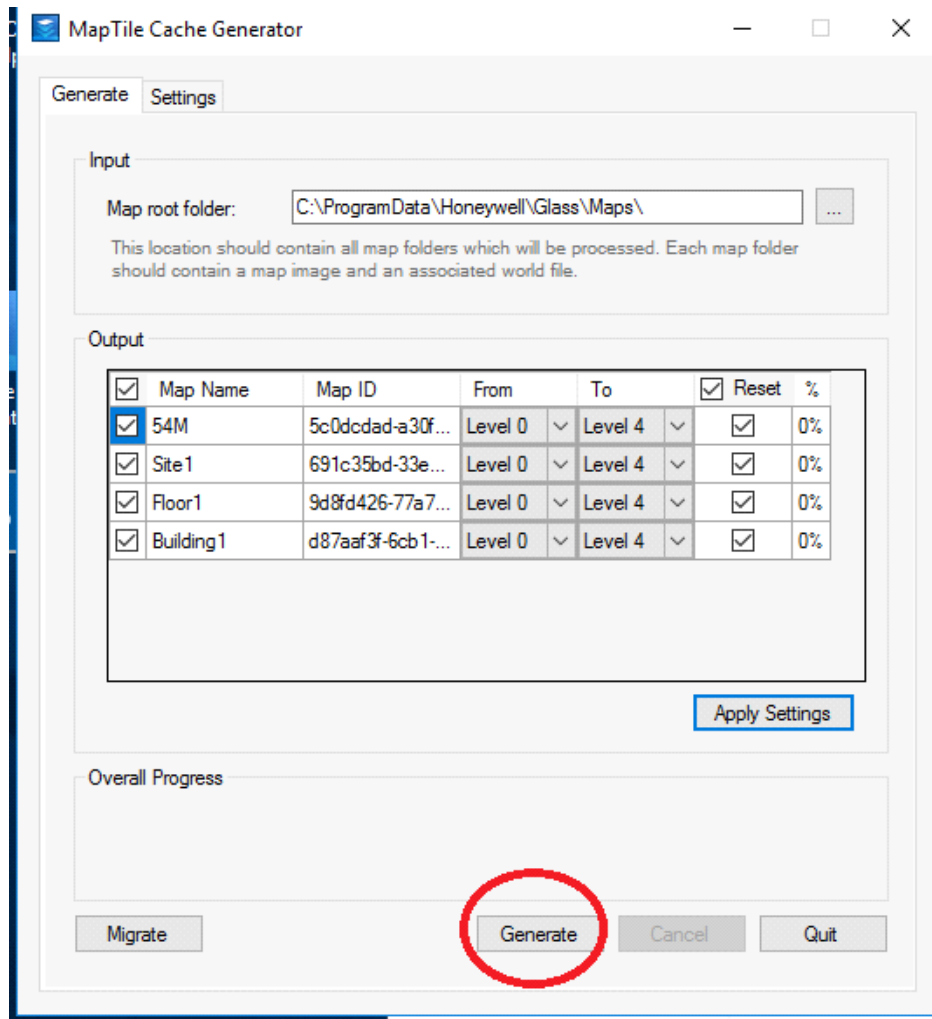 MapTile Cache Generator
Generate Settings
Input
Map root folder: C:\ProgramData\Honeywell\Glass\Maps\ ...
This location should contain all map folders which will be processed. Each map folder
should contain a map image and an associated world file.
Output
Map Name Map ID From To Reset %
54M 5c0dcdad-a30f... Level 0 Level 4 0%
Site1 691c35bd-33e... Level 0 Level 4 0%
Floor1 9d8fd426-77a7... Level 0 Level 4 0%
Building1 d87aaf3f-6cb1-... Level 0 Level 4 0%
Apply Settings
Overall Progress
Migrate Generate Cancel Quit